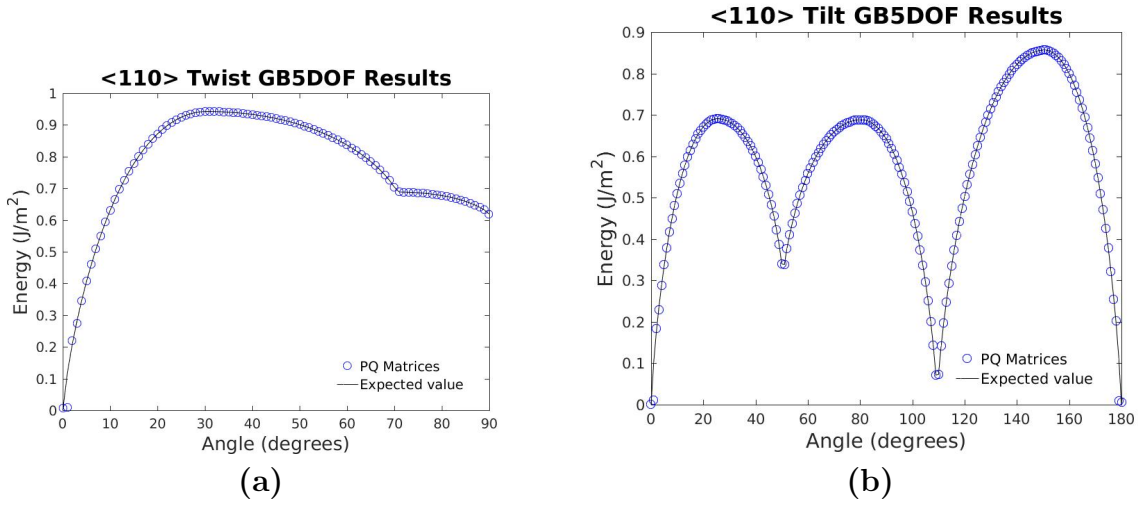 <110> Twist GB5DOF Results
1
0.9
0.8
0.7
0.6
0.5
0.4
0.3
0.2
0.1
0
Energy (J/m²)
PQ Matrices
Expected value
0 10 20 30 40 50 60 70 80 90
Angle (degrees)
(a)
<110> Tilt GB5DOF Results
0.9
0.8
0.7
0.6
0.5
0.4
0.3
0.2
0.1
0
Energy (J/m²)
PQ Matrices
Expected value
0 20 40 60 80 100 120 140 160 180
Angle (degrees)
(b)